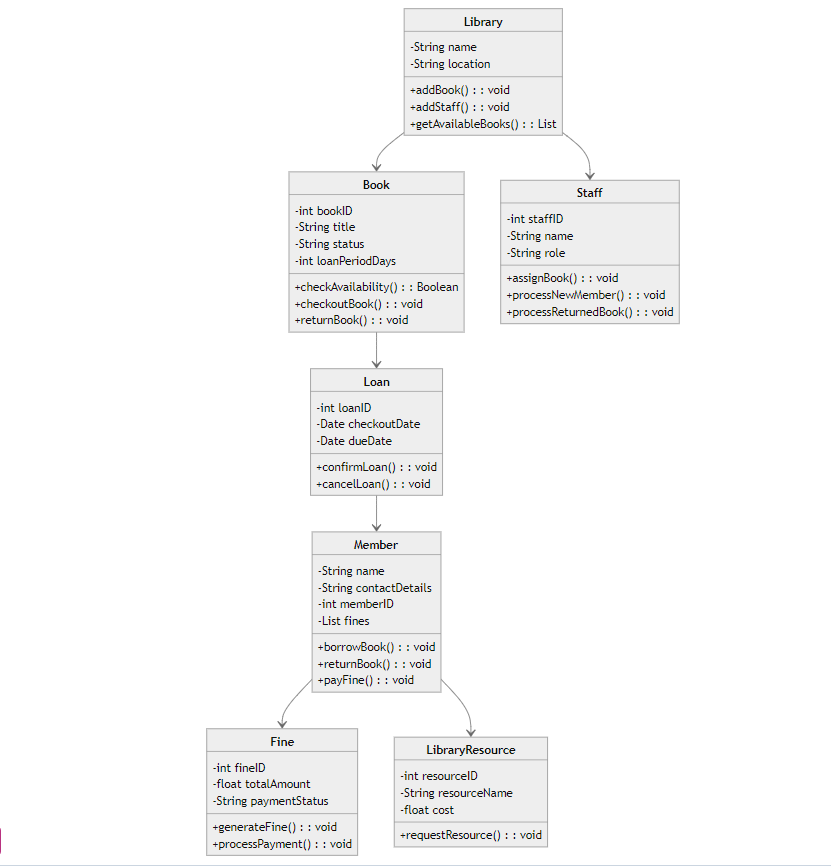 Library
-String name
-String location
+addBook() : : void
+addStaff() : : void
+getAvailableBooks() : : List
Book
-int bookID
-String title
-String status
-int loanPeriodDays
+checkAvailability() : : Boolean
+checkoutBook() : : void
+returnBook() : : void
Staff
-int staffID
-String name
-String role
+assignBook() : : void
+processNewMember() : : void
+processReturnedBook() : : void
Loan
-int loanID
-Date checkoutDate
-Date dueDate
+confirmLoan() : : void
+cancelLoan() : : void
Member
-String name
-String contactDetails
-int memberID
-List fines
+borrowBook() : : void
+returnBook() : : void
+payFine() : : void
Fine
-int fineID
-float totalAmount
-String paymentStatus
+generateFine() : : void
+processPayment() : : void
LibraryResource
-int resourceID
-String resourceName
-float cost
+requestResource() : : void